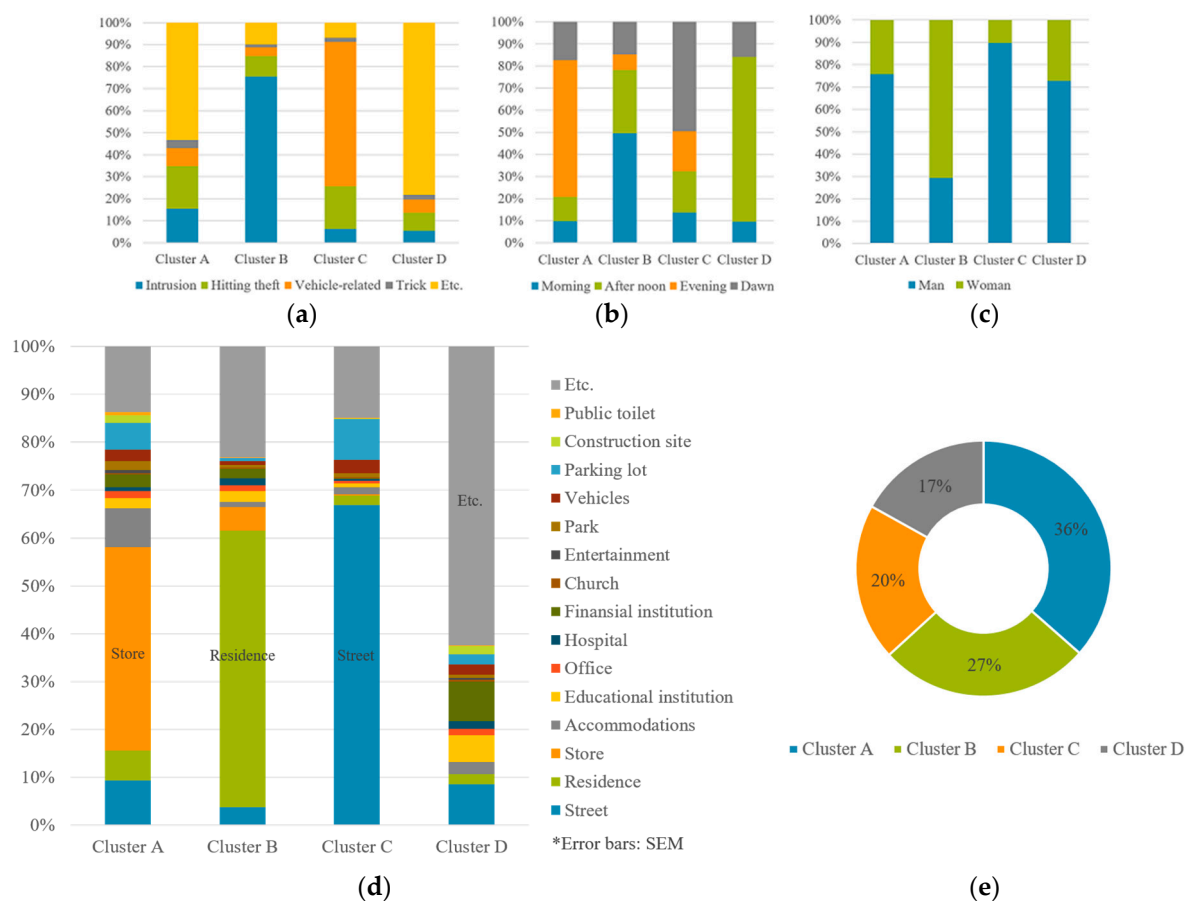 100%
90%
80%
70%
60%
50%
40%
30%
20%
10%
0%
Cluster A Cluster B Cluster C Cluster D
Intrusion Hitting theft Vehicle-related Trick Etc.
(a)
100%
90%
80%
70%
60%
50%
40%
30%
20%
10%
0%
Cluster A Cluster B Cluster C Cluster D
Morning After noon Evening Dawn
(b)
100%
90%
80%
70%
60%
50%
40%
30%
20%
10%
0%
Cluster A Cluster B Cluster C Cluster D
Man Woman
(c)
100%
90%
80%
70%
60%
50%
40%
30%
20%
10%
0%
Store Residence Street Etc.
Cluster A Cluster B Cluster C Cluster D
Etc.
Public toilet
Construction site
Parking lot
Vehicles
Park
Entertainment
Church
Finansial institution
Hospital
Office
Educational institution
Accommodations
Store
Residence
Street
*Error bars: SEM
(d)
17%
36%
20%
27%
Cluster A Cluster B Cluster C Cluster D
(e)